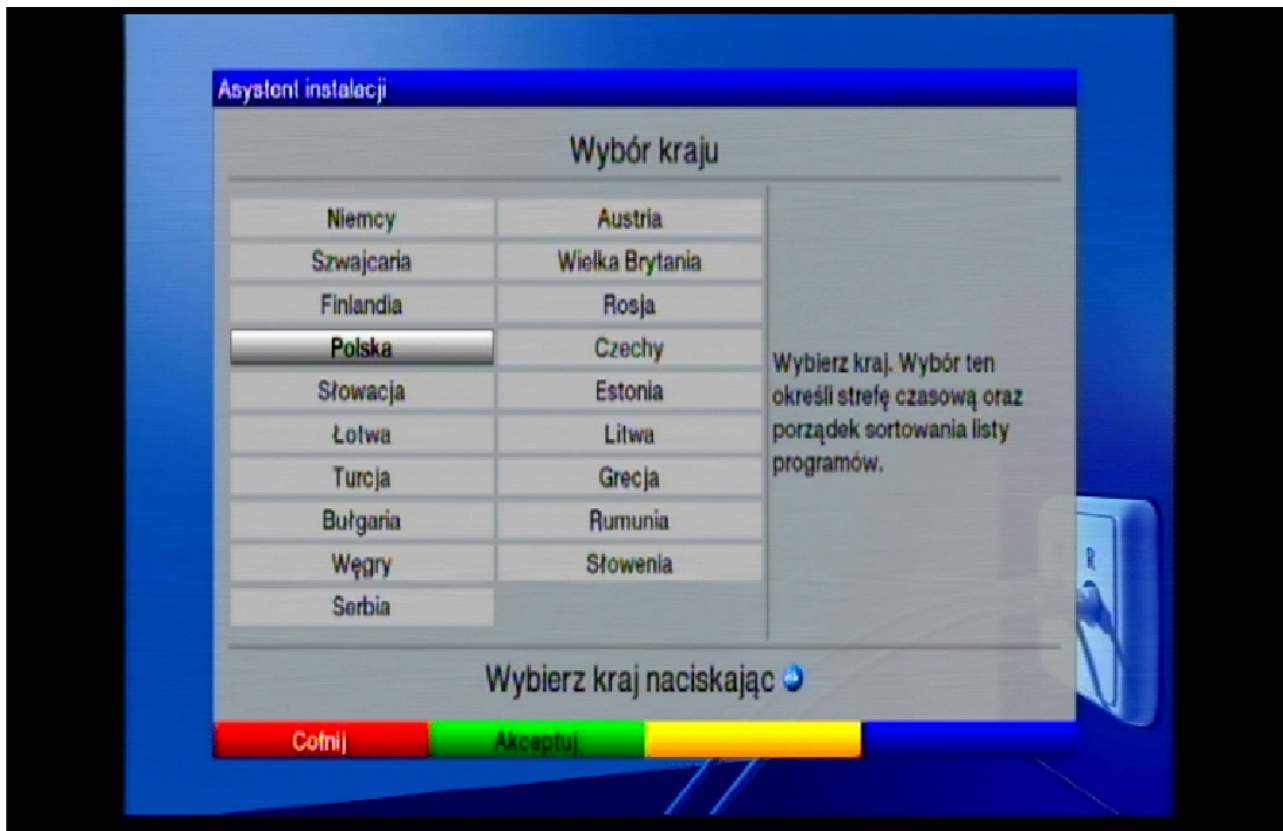 Asystent instalacji
Wybór kraju
Niemcy
Austria
Szwajcaria
Wielka Brytania
Finlandia
Rosja
Polska
Czechy
Słowacja
Estonia
Łotwa
Litwa
Turcja
Grecja
Bułgaria
Rumunia
Węgry
Słowenia
Serbia
Wybierz kraj. Wybór ten
określi strefę czasową oraz
porządek sortowania listy
programów.
R
Wybierz kraj naciskając
Cofnij
Akceptuj